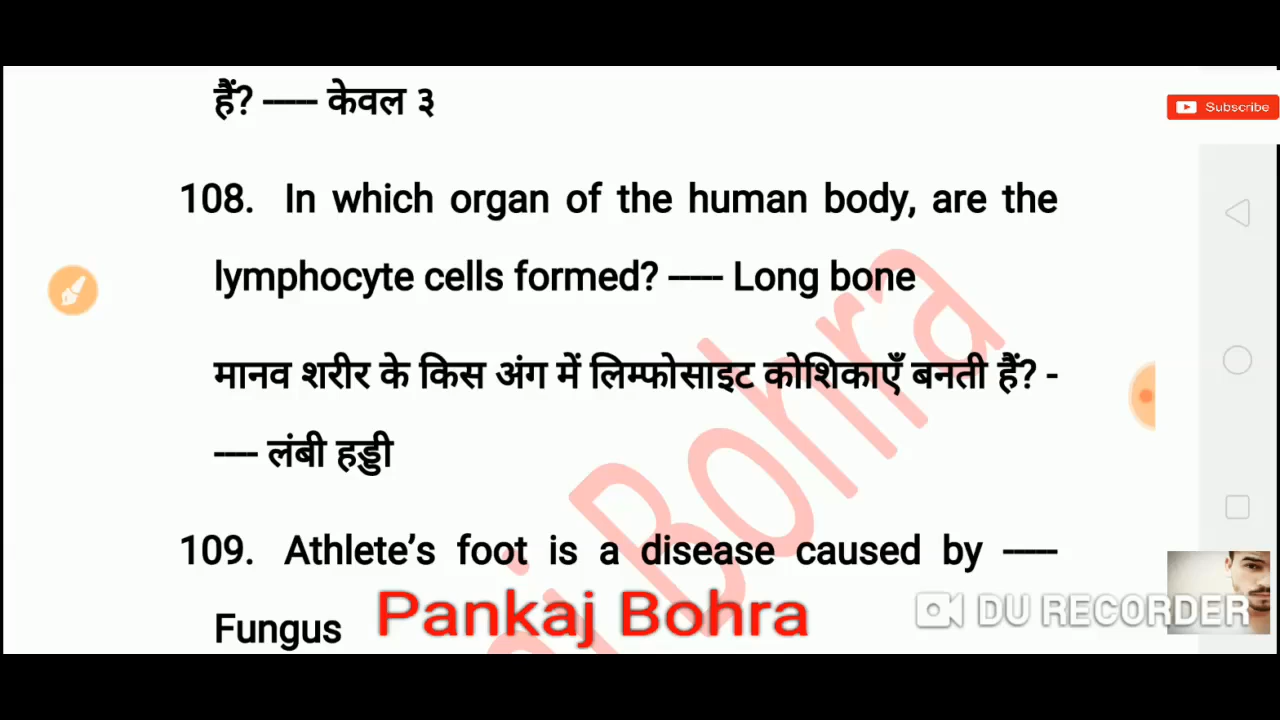 हैं? ----- केवल ३
Subscribe
108. In which organ of the human body, are the
lymphocyte cells formed? ----- Long bone
मानव शरीर के किस अंग में लिम्फोसाइट कोशिकाएँ बनती हैं? -
---- लंबी हड्डी
109. Athlete's foot is a disease caused by -----
Fungus
Pankaj Bohra
DU RECORDER